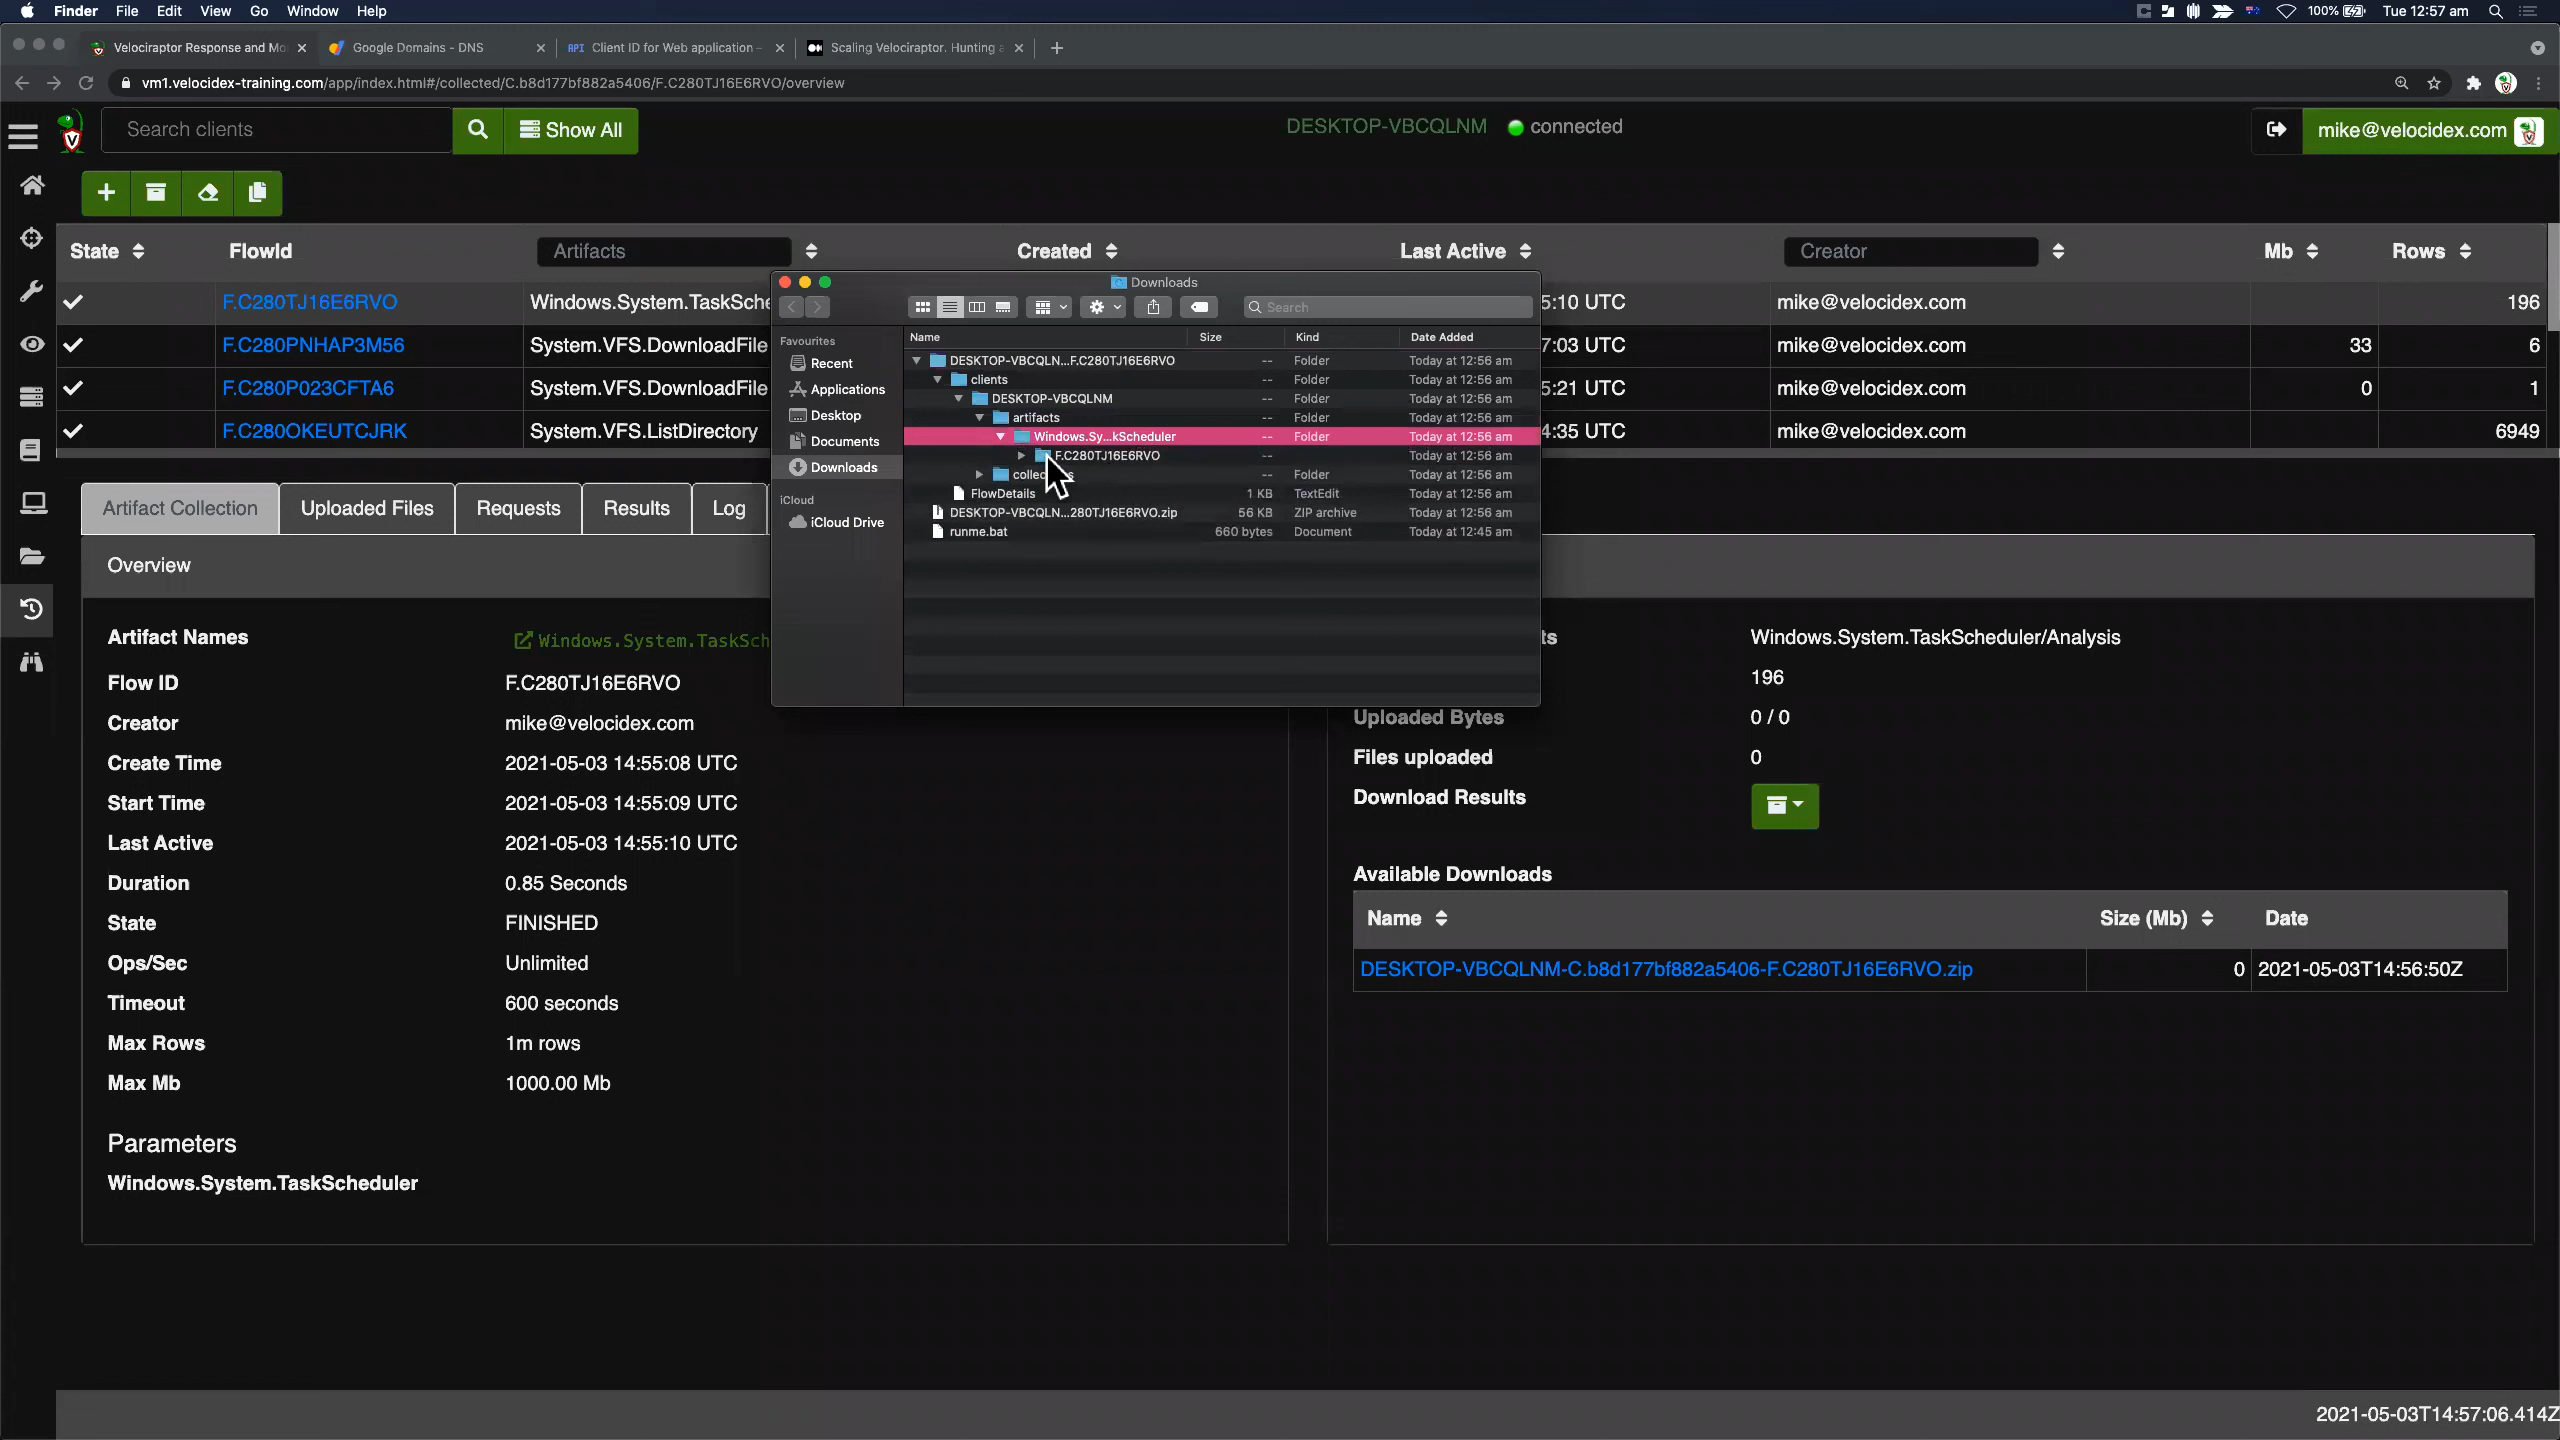 Finder File Edit View Go Window Help
100% Tue 12:57 am
Velociraptor Response and Mo
Google Domains - DNS
API Client ID for Web application -
Scaling Velociraptor. Hunting a
vm1.velocidex-training.com/app/index.html#/collected/C.b8d177bf882a5406/F.C280TJ16E6RVO/overview
Search clients
Show All
DESKTOP-VBCQLNM connected
mike@velocidex.com
State FlowId Artifacts Created Last Active Creator Mb Rows
F.C280TJ16E6RVO Windows.System.TaskSche 5:10 UTC mike@velocidex.com 196
F.C280PNHAP3M56 System.VFS.DownloadFile 7:03 UTC mike@velocidex.com 33 6
F.C280P023CFTA6 System.VFS.DownloadFile 5:21 UTC mike@velocidex.com 0 1
F.C280OKEUTCJRK System.VFS.ListDirectory 4:35 UTC mike@velocidex.com 6949
Downloads
Search
Favourites
Recent
Applications
Desktop
Documents
Downloads
iCloud
iCloud Drive
Name Size Kind Date Added
DESKTOP-VBCQLN...F.C280TJ16E6RVO -- Folder Today at 12:56 am
clients -- Folder Today at 12:56 am
DESKTOP-VBCQLNM -- Folder Today at 12:56 am
artifacts -- Folder Today at 12:56 am
Windows.Sy...kScheduler -- Folder Today at 12:56 am
F.C280TJ16E6RVO -- Today at 12:56 am
-- Folder Today at 12:56 am
FlowDetails 1 KB TextEdit Today at 12:56 am
DESKTOP-VBCQLN...280TJ16E6RVO.zip 56 KB ZIP archive Today at 12:56 am
runme.bat 660 bytes Document Today at 12:45 am
Artifact Collection Uploaded Files Requests Results Log
Overview
Artifact Names Windows.System.TaskSch
Flow ID F.C280TJ16E6RVO
Creator mike@velocidex.com
Create Time 2021-05-03 14:55:08 UTC
Start Time 2021-05-03 14:55:09 UTC
Last Active 2021-05-03 14:55:10 UTC
Duration 0.85 Seconds
State FINISHED
Ops/Sec Unlimited
Timeout 600 seconds
Max Rows 1m rows
Max Mb 1000.00 Mb
Parameters
Windows.System.TaskScheduler
ts Windows.System.TaskScheduler/Analysis
196
Uploaded Bytes 0 / 0
Files uploaded 0
Download Results
Available Downloads
Name Size (Mb) Date
DESKTOP-VBCQLNM-C.b8d177bf882a5406-F.C280TJ16E6RVO.zip 0 2021-05-03T14:56:50Z
2021-05-03T14:57:06.414Z